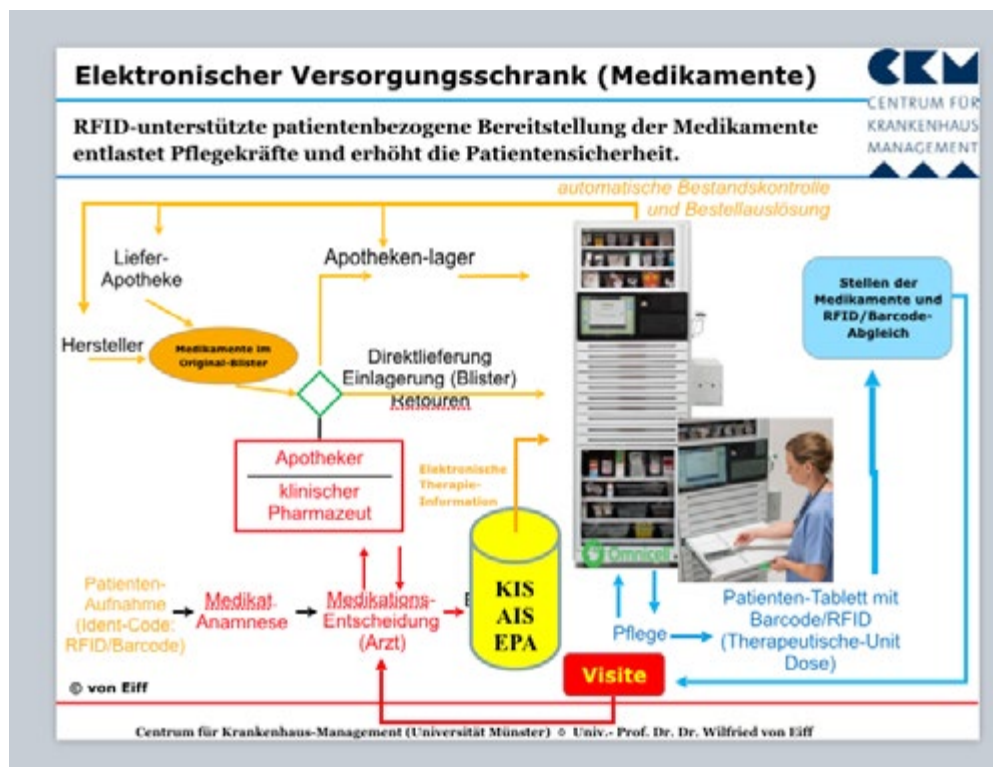 Elektronischer Versorgungsschrank (Medikamente)
CKM
CENTRUM FÜR
KRANKENHAUS
MANAGEMENT
RFID-unterstützte patientenbezogene Bereitstellung der Medikamente
entlastet Pflegekräfte und erhöht die Patientensicherheit.
automatische Bestandskontrolle
und Bestellauslösung
Liefer-
Apotheke
Apotheken-lager
Stellen der
Medikamente und
RFID/Barcode-
Abgleich
Hersteller
Medikamente im
Original-Blister
Direktlieferung
Einlagerung (Blister)
Retouren
Apotheker
klinischer
Pharmazeut
Elektronische
Therapie-
Information
Omnicell
KIS
AIS
EPA
Patienten-
Aufnahme
(Ident-Code:
RFID/Barcode)
Medikat.
Anamnese
Medikations-
Entscheidung
(Arzt)
E
Pflege
Patienten-Tablett mit
Barcode/RFID
(Therapeutische-Unit
Dose)
Visite
© von Eiff
Centrum für Krankenhaus-Management (Universität Münster) ◊ Univ.- Prof. Dr. Dr. Wilfried von Eiff